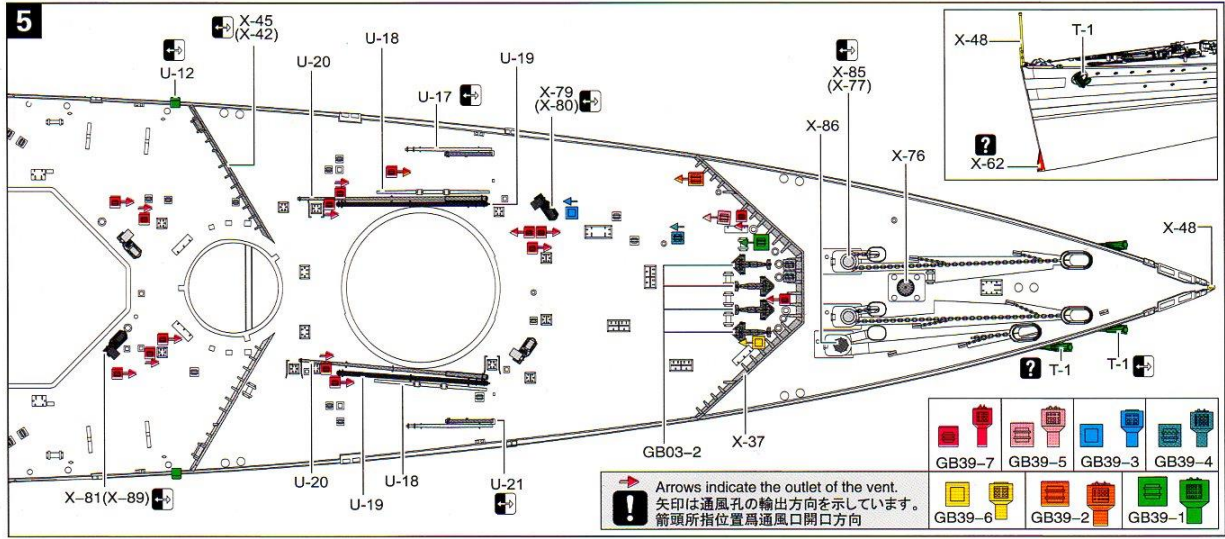 5
X-45
(X-42)
U-12
U-20
U-18
U-19
U-17
X-79
(X-80)
X-85
(X-77)
X-86
X-76
X-48
T-1
?
X-62
X-48
?
T-1
T-1
X-37
GB03-2
X-81(X-89)
U-20
U-19
U-18
U-21
Arrows indicate the outlet of the vent.
矢印は通風孔の輸出方向を示しています。
箭頭所指位置爲通風口開口方向
!
GB39-7
GB39-5
GB39-3
GB39-4
GB39-6
GB39-2
GB39-1